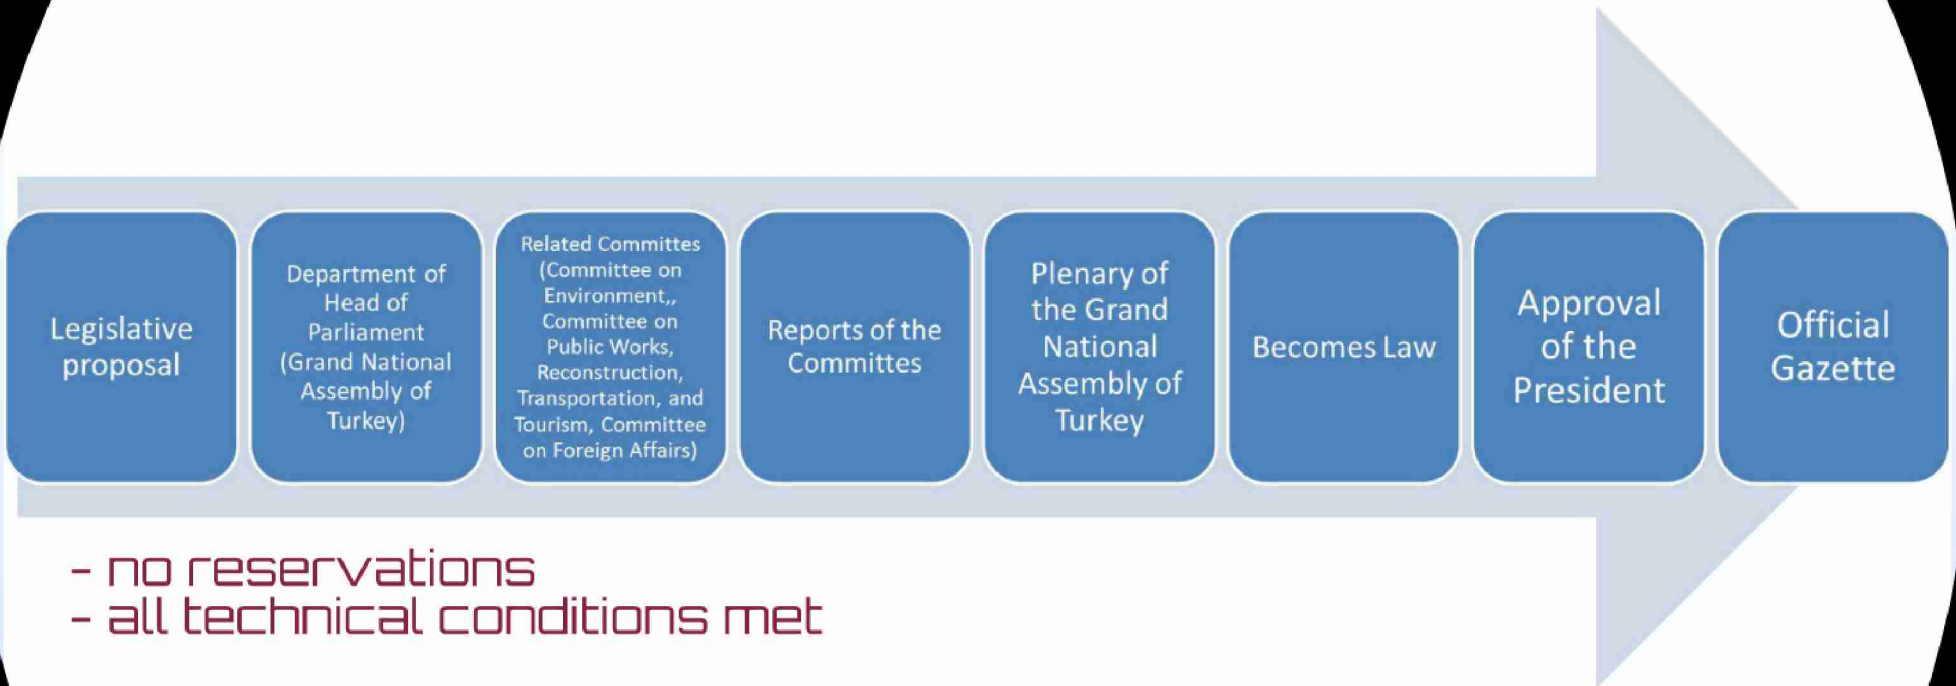 Legislative
proposal
Department of
Head of
Parliament
(Grand National
Assembly of
Turkey)
Related Committes
(Committee on
Environment,,
Committee on
Public Works,
Reconstruction,
Transportation, and
Tourism, Committee
on Foreign Affairs)
Reports of the
Committes
Plenary of
the Grand
National
Assembly of
Turkey
Becomes Law
Approval
of the
President
Official
Gazette
- no reservations
- all technical conditions met